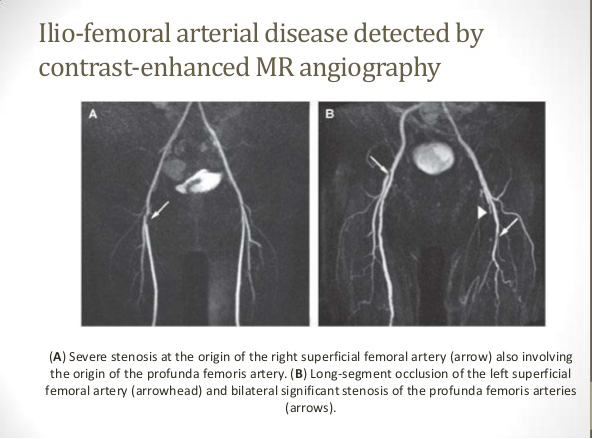 Ilio-femoral arterial disease detected by
contrast-enhanced MR angiography
A
B
(A) Severe stenosis at the origin of the right superficial femoral artery (arrow) also involving
the origin of the profunda femoris artery. (B) Long-segment occlusion of the left superficial
femoral artery (arrowhead) and bilateral significant stenosis of the profunda femoris arteries
(arrows).